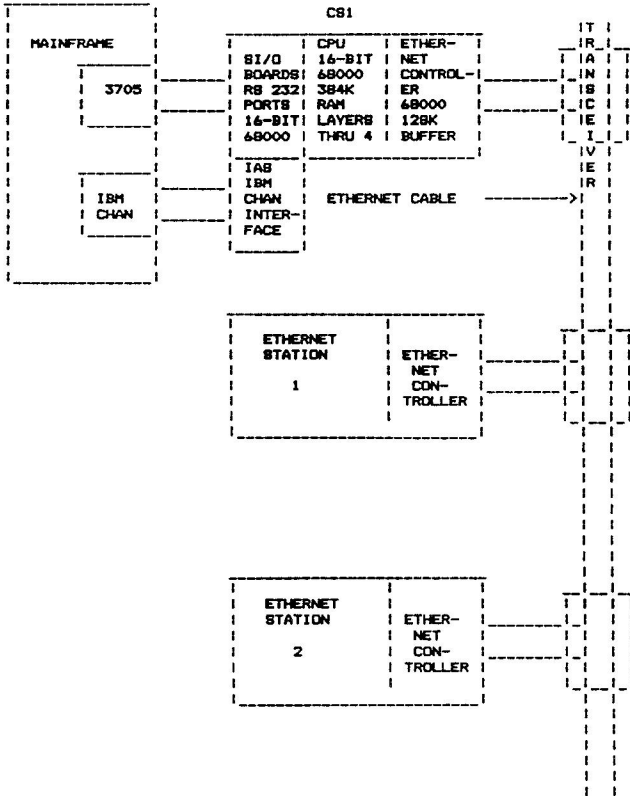 CS1
MAINFRAME
3705
IBM
CHAN
SI/O
BOARDS
RS 232
PORTS
16-BIT
68000
CPU
16-BIT
68000
384K
RAM
LAYERS
THRU 4
ETHER-
NET
CONTROL-
ER
68000
128K
BUFFER
IAS
IBM
CHAN
INTER-
FACE
ETHERNET CABLE
TRANSCEIVER
ETHERNET
STATION
1
ETHER-
NET
CON-
TROLLER
ETHERNET
STATION
2
ETHER-
NET
CON-
TROLLER